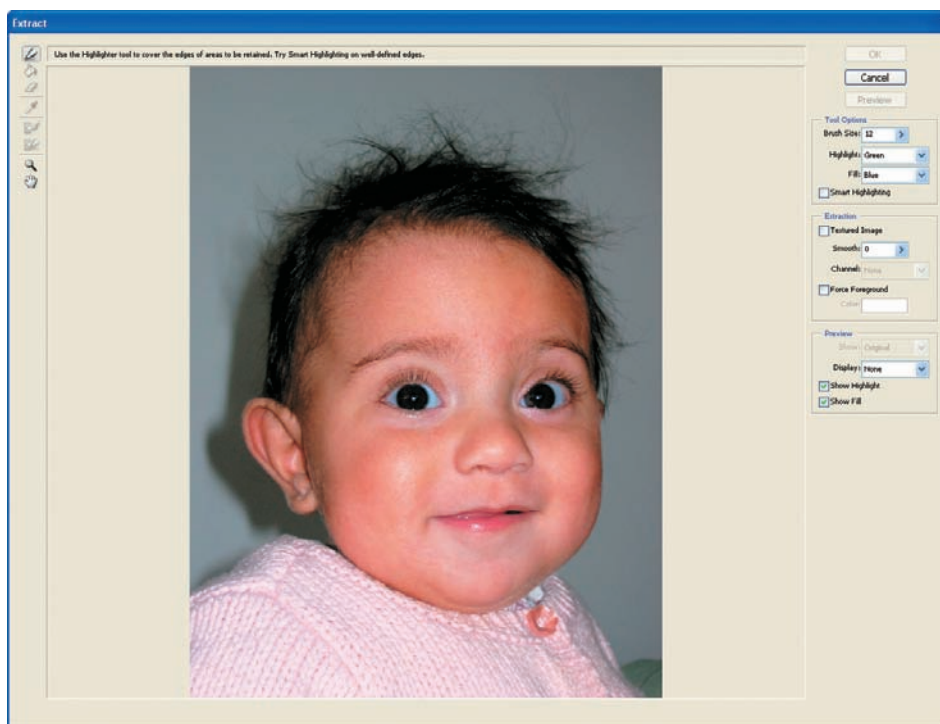 Extract
Use the Highlighter tool to cover the edges of areas to be retained. Try Smart Highlighting on well-defined edges.
OK
Cancel
Preview
Tool Options
Brush Size: 12
Highlight: Green
Fill: Blue
Smart Highlighting
Extraction
Textured Image
Smooth: 0
Channel: None
Force Foreground
Color:
Preview
Show: Original
Display: None
Show Highlight
Show Fill